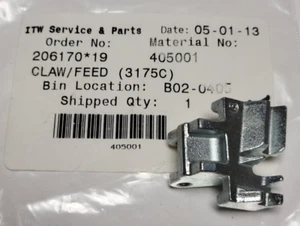 ITW Service & Parts Date: 05-01-13
Order No: Material No:
206170*19 405001
CLAW/FEED (3175C)
Bin Location: B02-0405
Shipped Qty: 1
405001